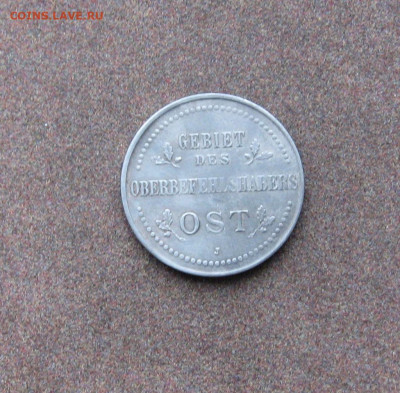 COINS.LAVE.RU
GEBIET
DES
OBERBEFEHLSHABERS
OST
J